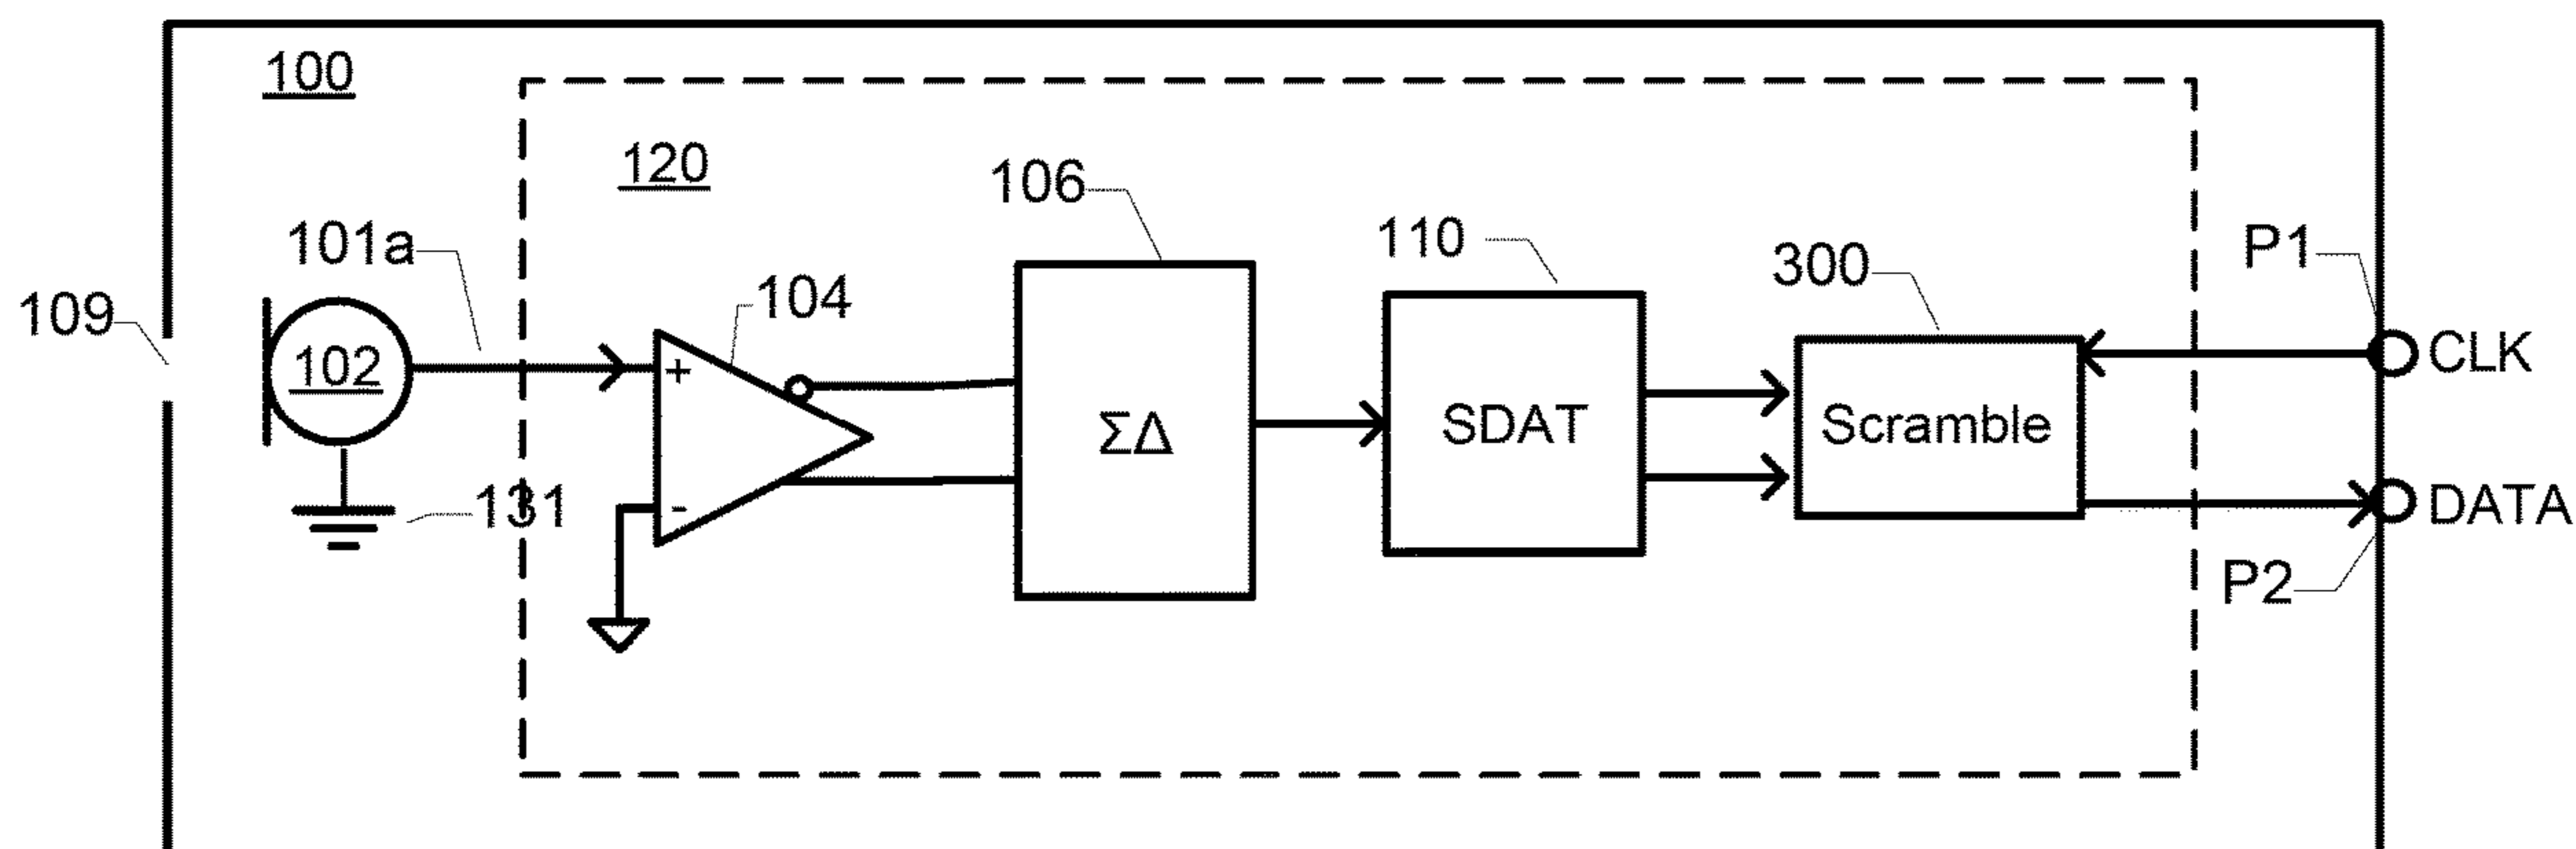 100
120
106
101a
110
P1
104
300
109
102
+
CLK
ΣΔ
SDAT
Scramble
131
-
DATA
P2